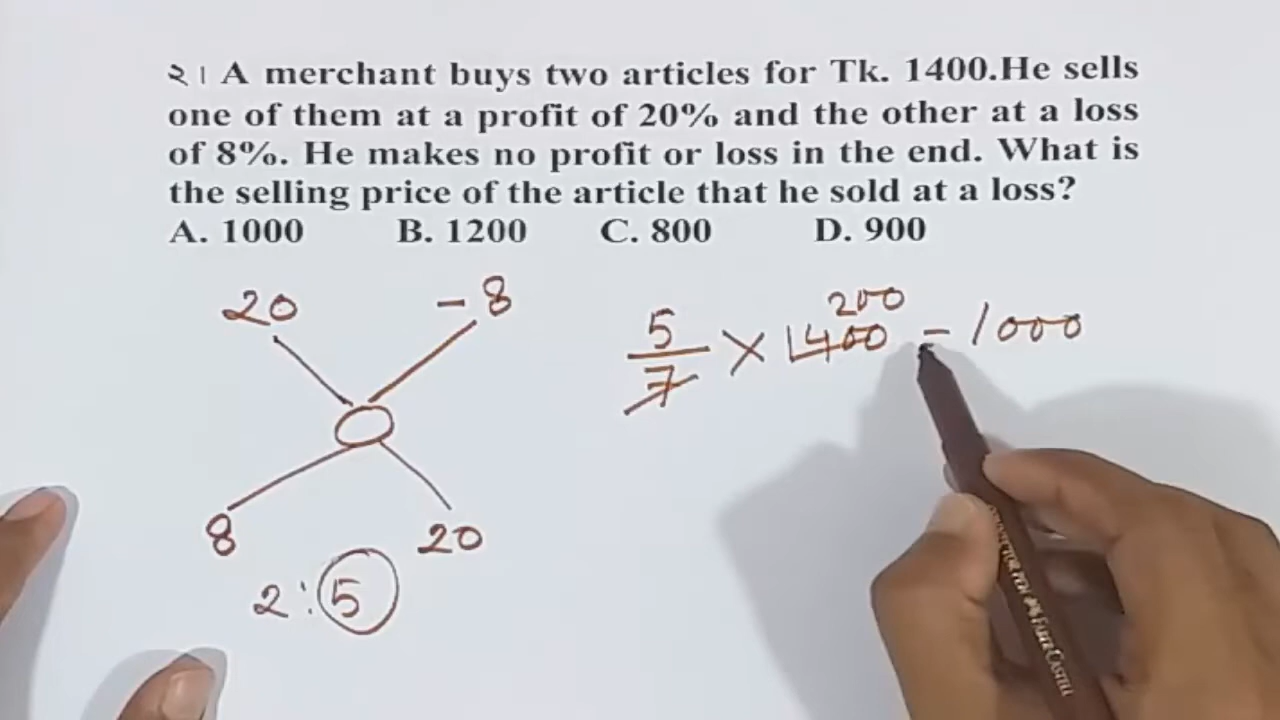 ২। A merchant buys two articles for Tk. 1400.He sells
one of them at a profit of 20% and the other at a loss
of 8%. He makes no profit or loss in the end. What is
the selling price of the article that he sold at a loss?
A. 1000 B. 1200 C. 800 D. 900
20 - 8
8 20
2 : 5
200
5/7 × 1400 = 1000